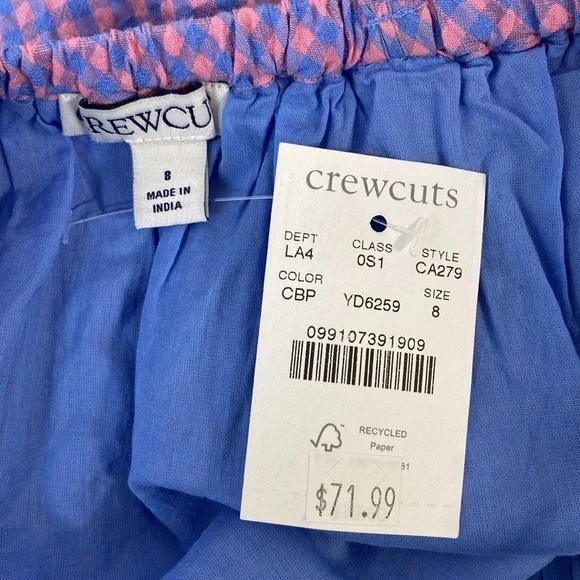 REWCU
8
MADE IN
INDIA
crewcuts
DEPT CLASS STYLE
LA4 0S1 CA279
COLOR SIZE
CBP YD6259 8
099107391909
RECYCLED
Paper
81
$71.99